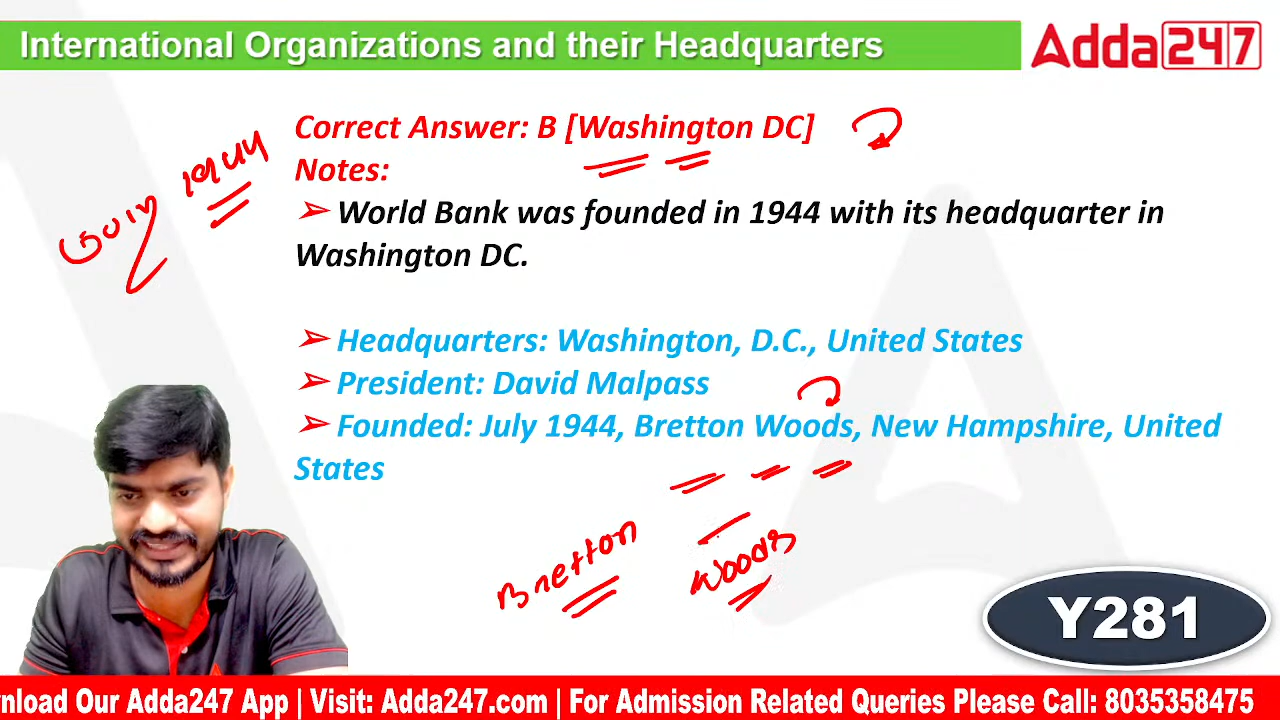 International Organizations and their Headquarters
Adda247
Correct Answer: B [Washington DC]
Notes:
➢ World Bank was founded in 1944 with its headquarter in
Washington DC.
➢ Headquarters: Washington, D.C., United States
➢ President: David Malpass
➢ Founded: July 1944, Bretton Woods, New Hampshire, United
States
Bretton Woods
Y281
nload Our Adda247 App | Visit: Adda247.com | For Admission Related Queries Please Call: 8035358475